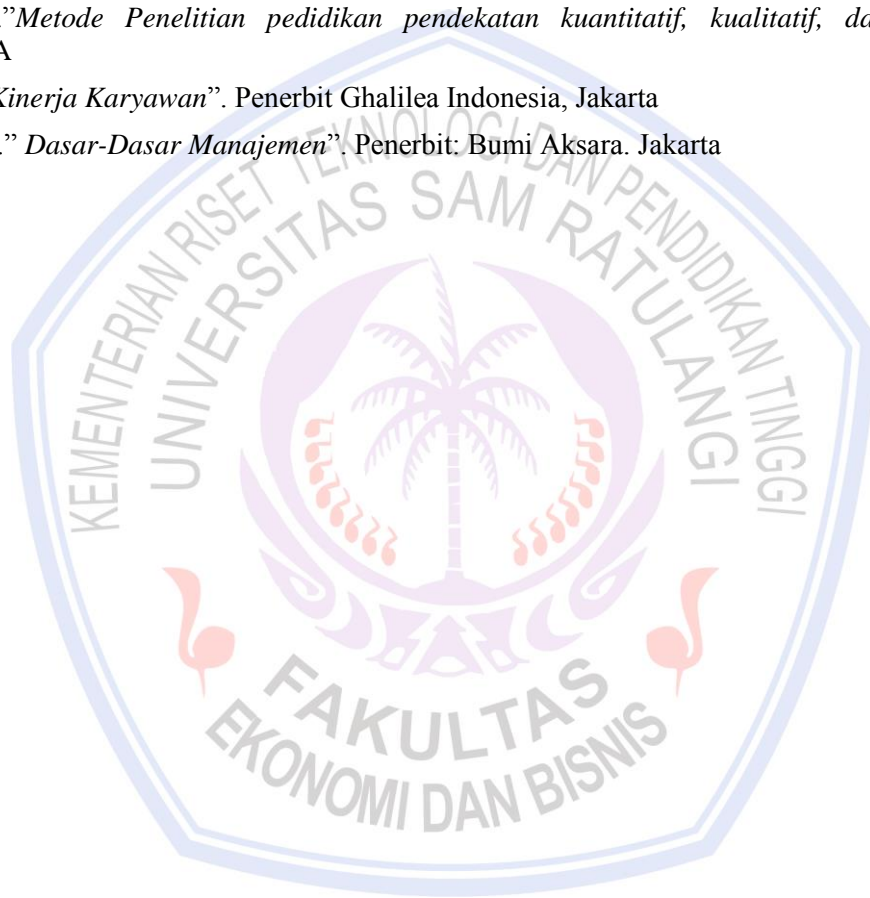 .”Metode Penelitian pedidikan pendekatan kuantitatif, kualitatif, da
A
Kinerja Karyawan”. Penerbit Ghalilea Indonesia, Jakarta
.” Dasar-Dasar Manajemen”. Penerbit: Bumi Aksara. Jakarta
KEMENTERIAN RISET TEKNOLOGI DAN PENDIDIKAN TINGGI
UNIVERSITAS SAM RATULANGI
FAKULTAS
EKONOMI DAN BISNIS